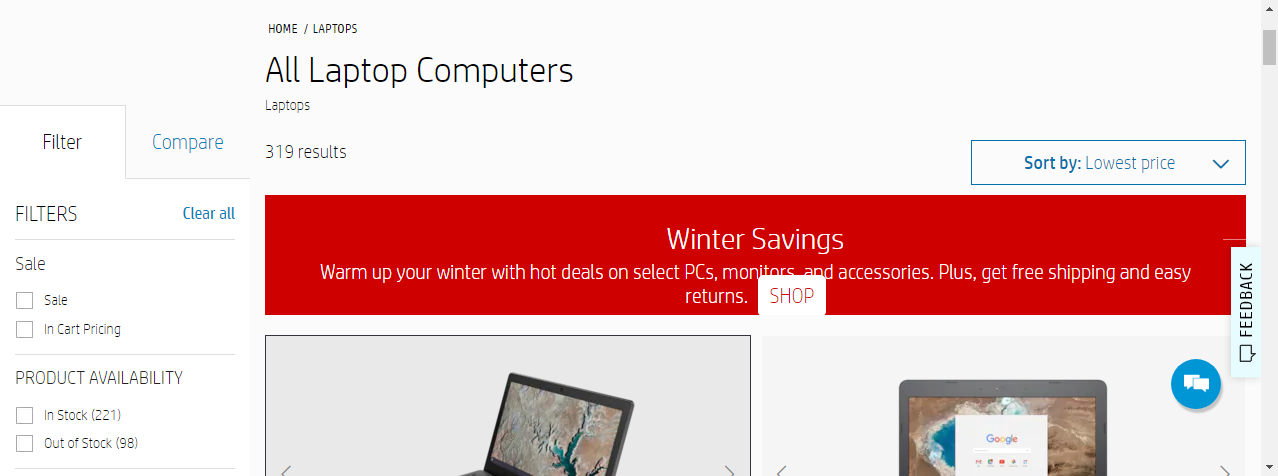 HOME / LAPTOPS
All Laptop Computers
Laptops
Filter
Compare
319 results
Sort by: Lowest price
FILTERS
Clear all
Sale
Sale
In Cart Pricing
PRODUCT AVAILABILITY
In Stock (221)
Out of Stock (98)
Winter Savings
Warm up your winter with hot deals on select PCs, monitors, and accessories. Plus, get free shipping and easy
returns. SHOP
FEEDBACK
Google